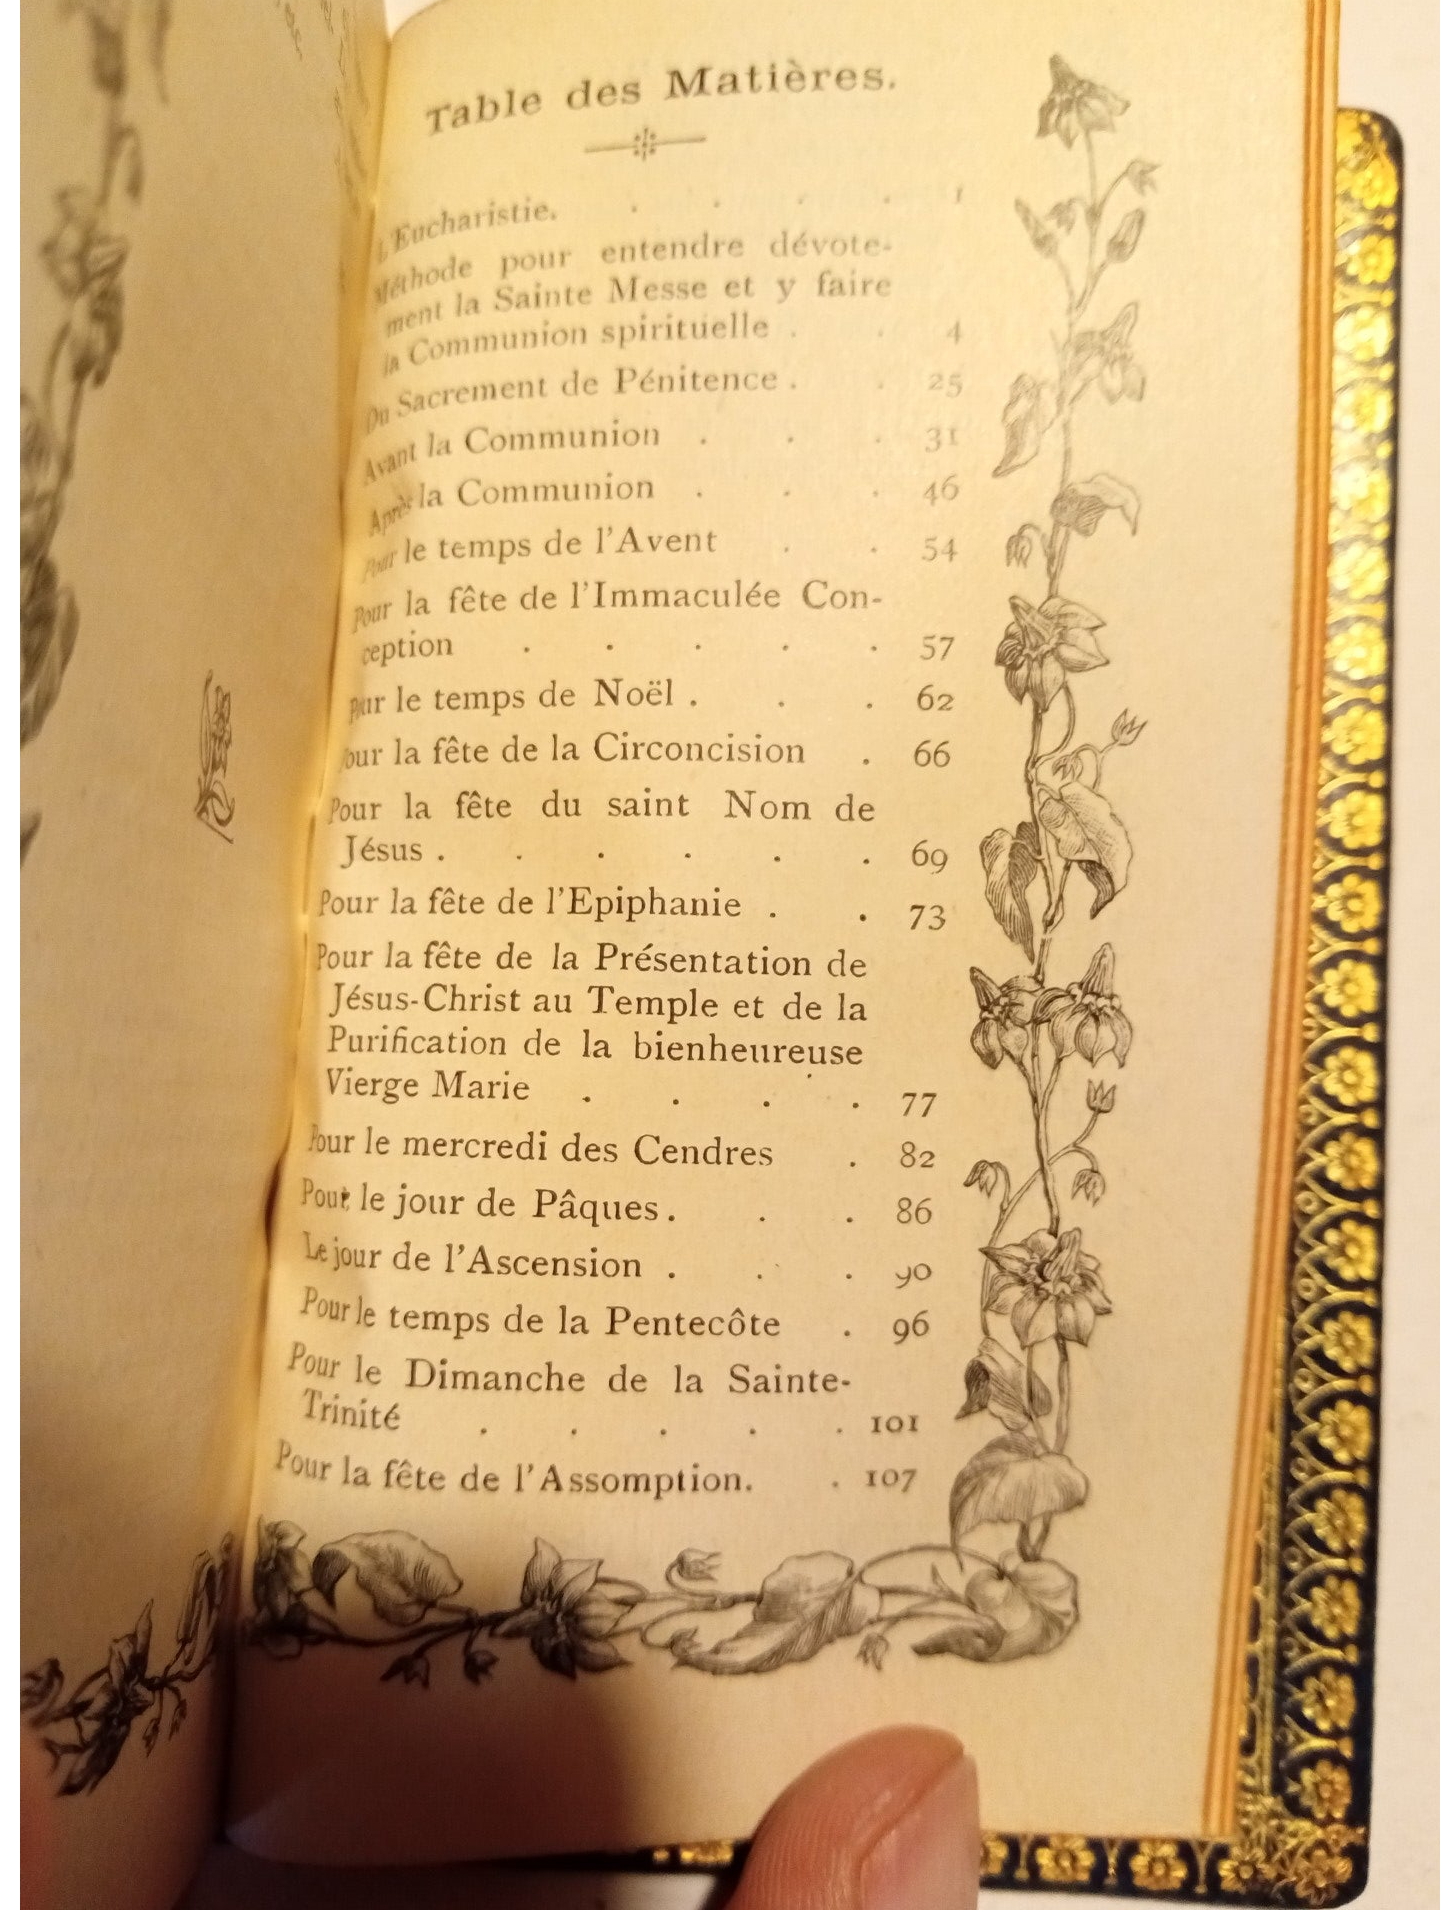 Table des Matières.
L'Eucharistie. . . . . 1
Méthode pour entendre dévote-
ment la Sainte Messe et y faire
la Communion spirituelle . . 4
Du Sacrement de Pénitence . . 25
Avant la Communion . . . 31
Après la Communion . . . 46
Pour le temps de l'Avent . . 54
Pour la fête de l'Immaculée Con-
ception . . . . . 57
Pour le temps de Noël . . . 62
Pour la fête de la Circoncision . 66
Pour la fête du saint Nom de
Jésus . . . . . . 69
Pour la fête de l'Epiphanie . . 73
Pour la fête de la Présentation de
Jésus-Christ au Temple et de la
Purification de la bienheureuse
Vierge Marie . . . . 77
Pour le mercredi des Cendres . 82
Pour le jour de Pâques . . . 86
Le jour de l'Ascension . . . 90
Pour le temps de la Pentecôte . 96
Pour le Dimanche de la Sainte-
Trinité . . . . . 101
Pour la fête de l'Assomption. . 107